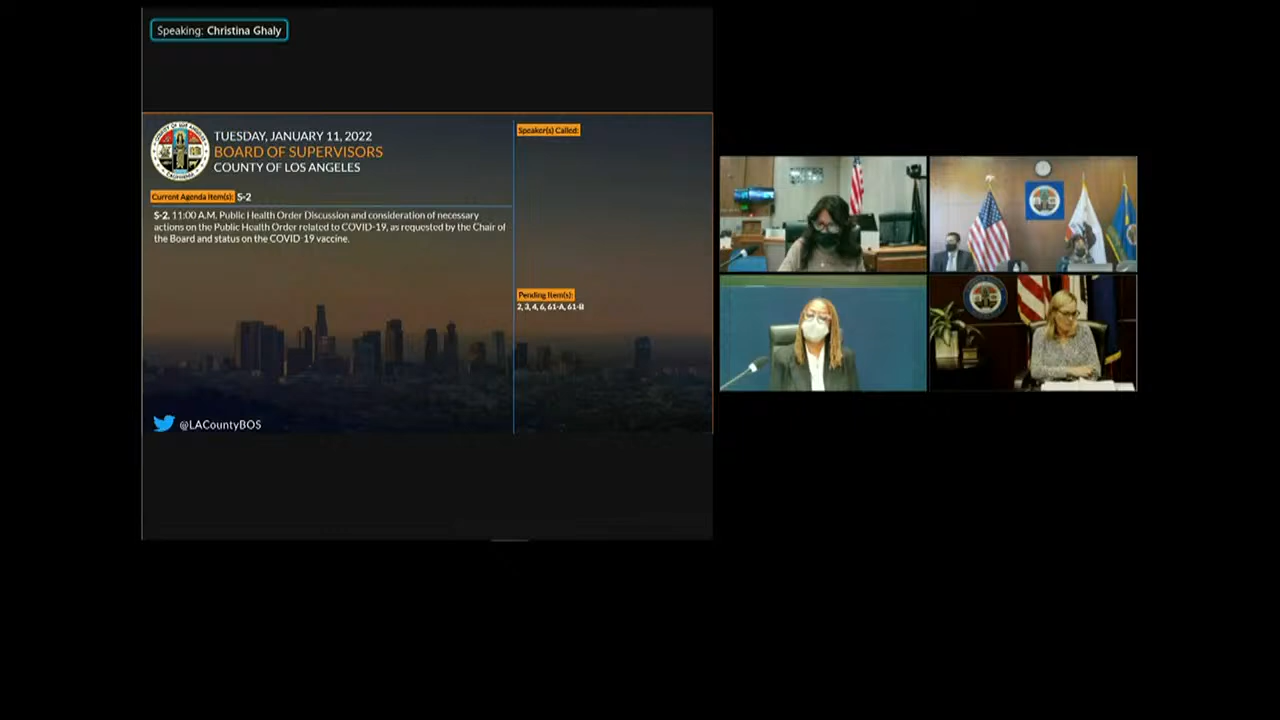 Speaking: Christina Ghaly
TUESDAY, JANUARY 11, 2022
BOARD OF SUPERVISORS
COUNTY OF LOS ANGELES
Current Agenda Item(s): S-2
S-2. 11:00 A.M. Public Health Order Discussion and consideration of necessary
actions on the Public Health Order related to COVID-19, as requested by the Chair of
the Board and status on the COVID-19 vaccine.
@LACountyBOS
Speaker(s) Called:
Pending Item(s):
2, 3, 4, 6, 61-A, 61-B